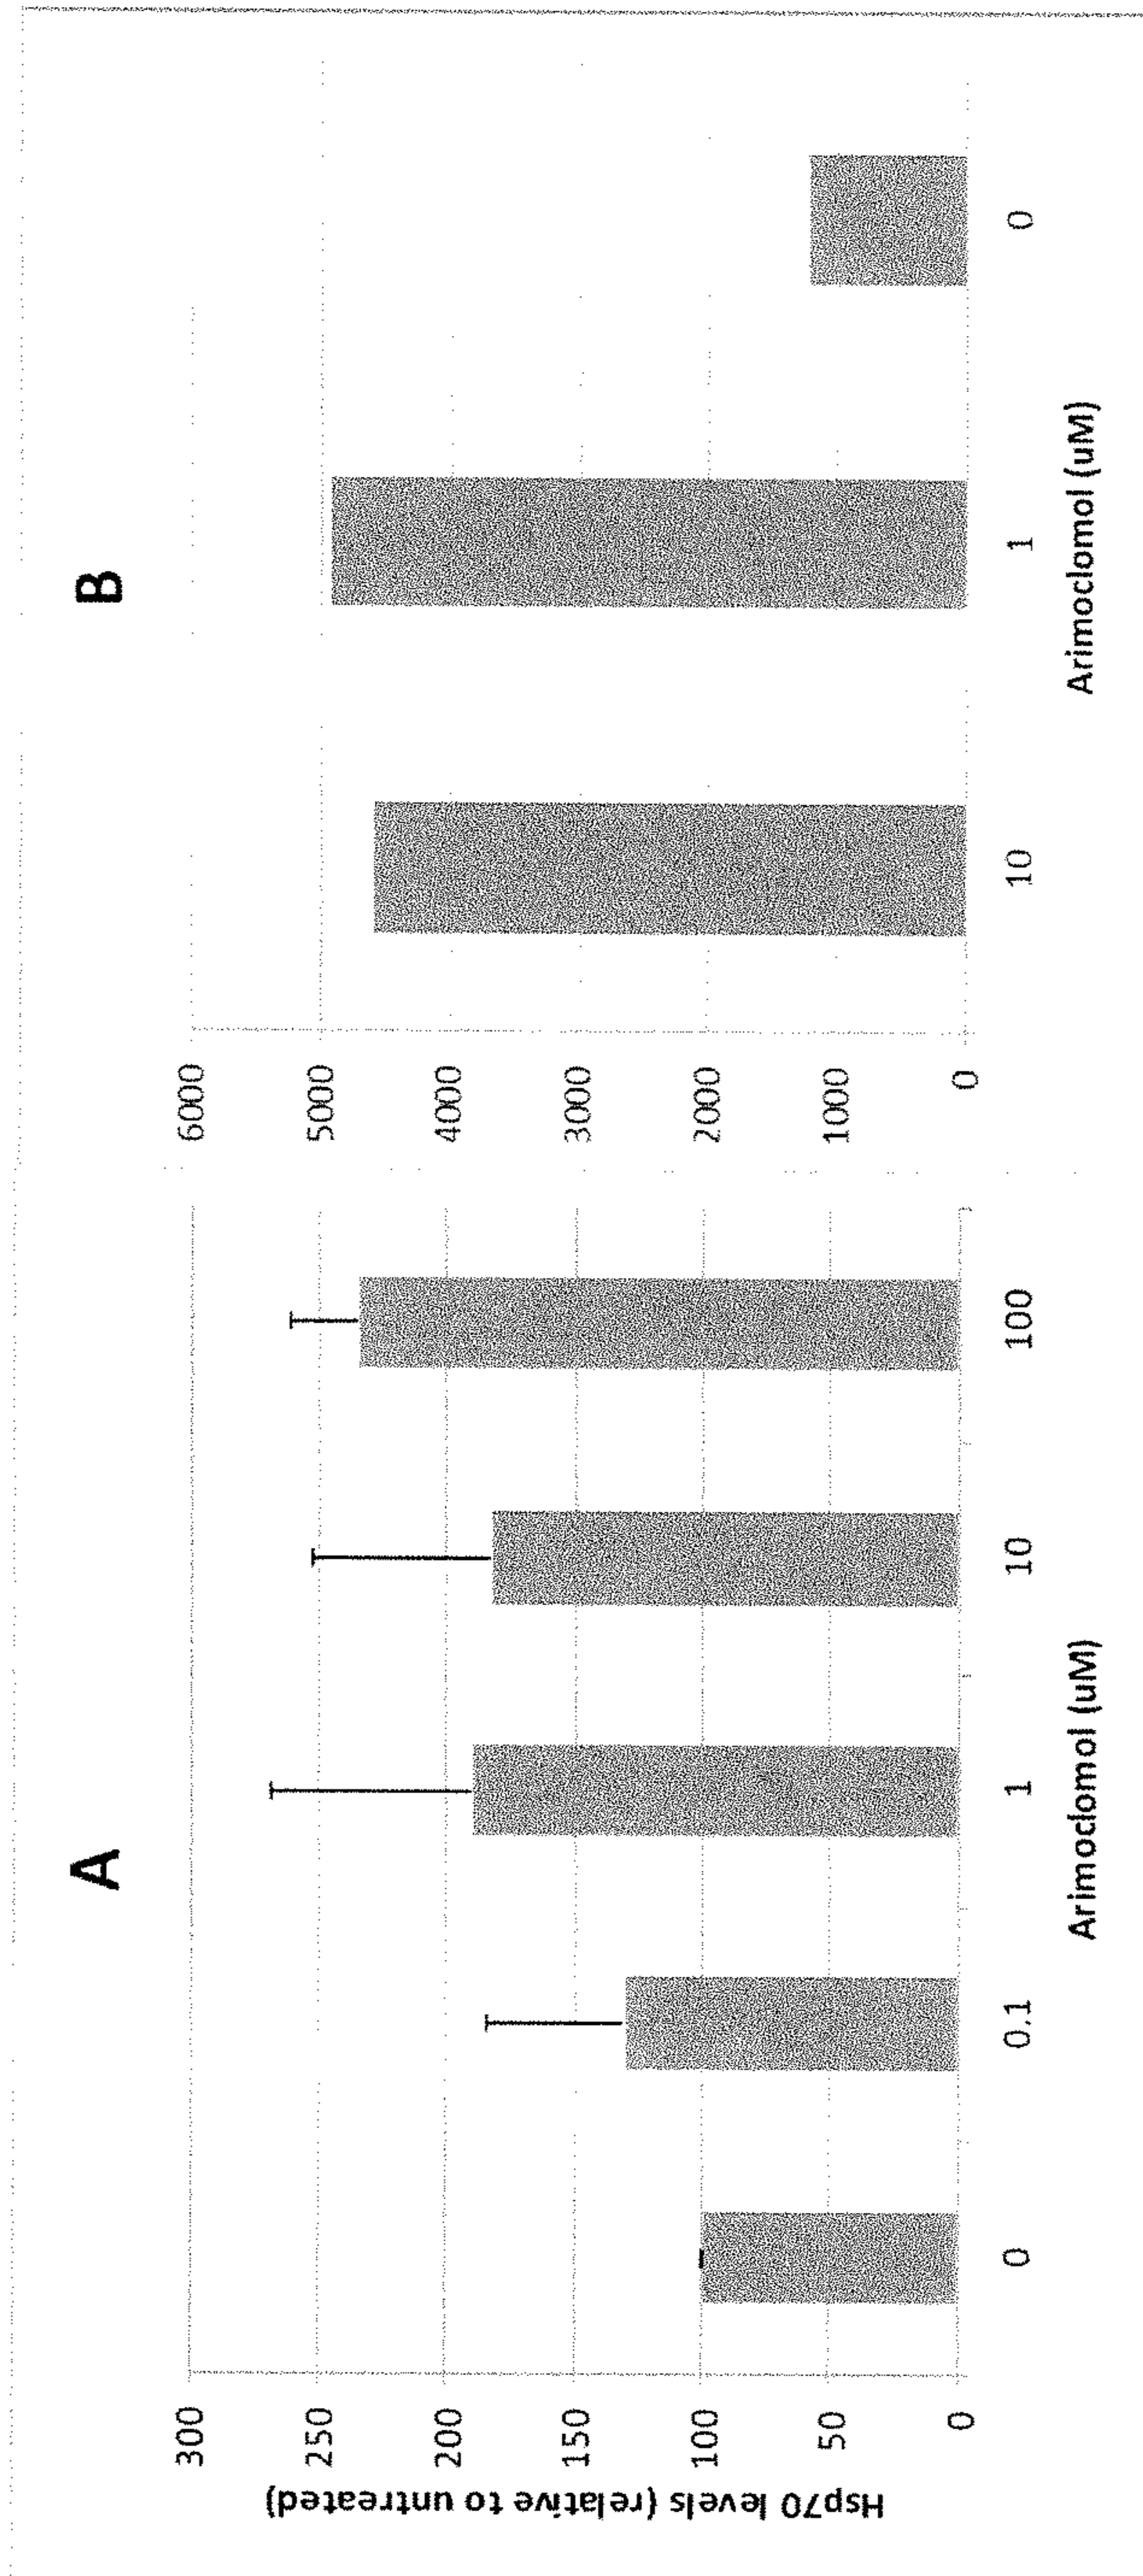 A
Hsp70 levels (relative to untreated)
300
250
200
150
100
50
0
0 0.1 1 10 100
Arimoclomol (uM)
B
6000
5000
4000
3000
2000
1000
0
10 1 0
Arimoclomol (uM)